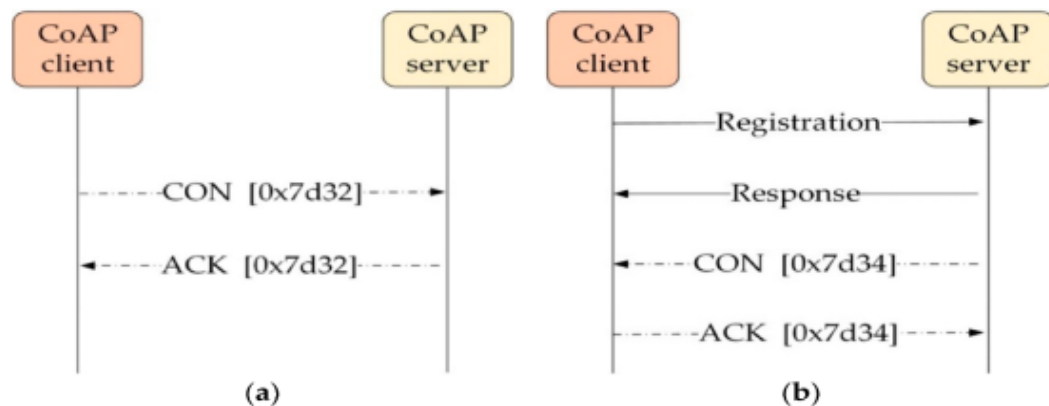 CoAP
client
CoAP
server
CON [0x7d32]
ACK [0x7d32]
(a)
CoAP
client
CoAP
server
Registration
Response
CON [0x7d34]
ACK [0x7d34]
(b)